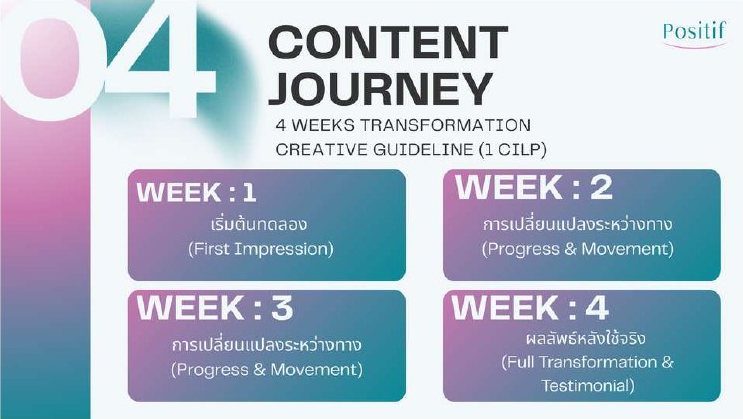 04
CONTENT
JOURNEY
Positif
4 WEEKS TRANSFORMATION
CREATIVE GUIDELINE (1 CILP)
WEEK : 1
เริ่มต้นทดลอง
(First Impression)
WEEK : 2
การเปลี่ยนแปลงระหว่างทาง
(Progress & Movement)
WEEK : 3
การเปลี่ยนแปลงระหว่างทาง
(Progress & Movement)
WEEK : 4
ผลลัพธ์หลังใช้จริง
(Full Transformation &
Testimonial)